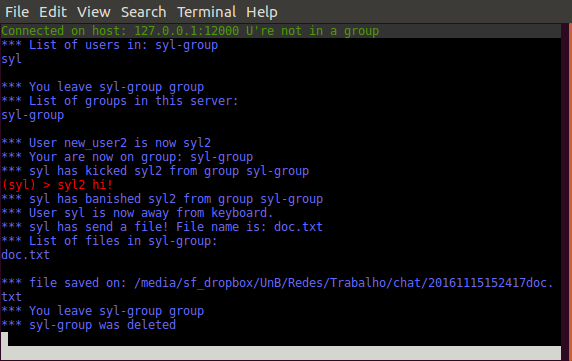 File Edit View Search Terminal Help
Connected on host: 127.0.0.1:12000 U're not in a group
*** List of users in: syl-group
syl
*** You leave syl-group group
*** List of groups in this server:
syl-group
*** User new_user2 is now syl2
*** Your are now on group: syl-group
*** syl has kicked syl2 from group syl-group
(syl) > syl2 hi!
*** syl has banished syl2 from group syl-group
*** User syl is now away from keyboard.
*** syl has send a file! File name is: doc.txt
*** List of files in syl-group:
doc.txt
*** file saved on: /media/sf_dropbox/UnB/Redes/Trabalho/chat/20161115152417doc.
txt
*** You leave syl-group group
*** syl-group was deleted